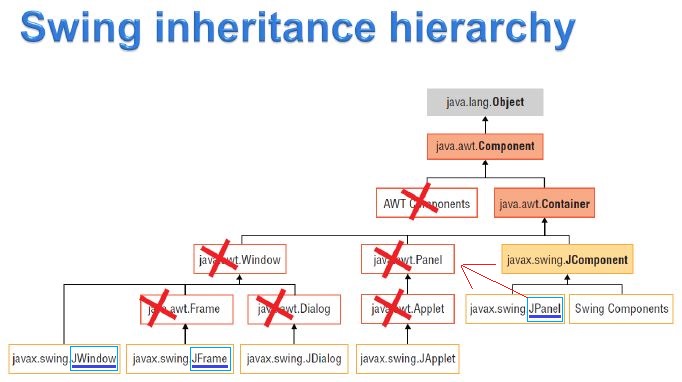 Swing inheritance hierarchy
java.lang.Object
java.awt.Component
AWT Components
java.awt.Container
java.awt.Window
java.awt.Panel
javax.swing.JComponent
java.awt.Frame
java.awt.Dialog
java.awt.Applet
javax.swing.JPanel
Swing Components
javax.swing.JWindow
javax.swing.JFrame
javax.swing.JDialog
javax.swing.JApplet